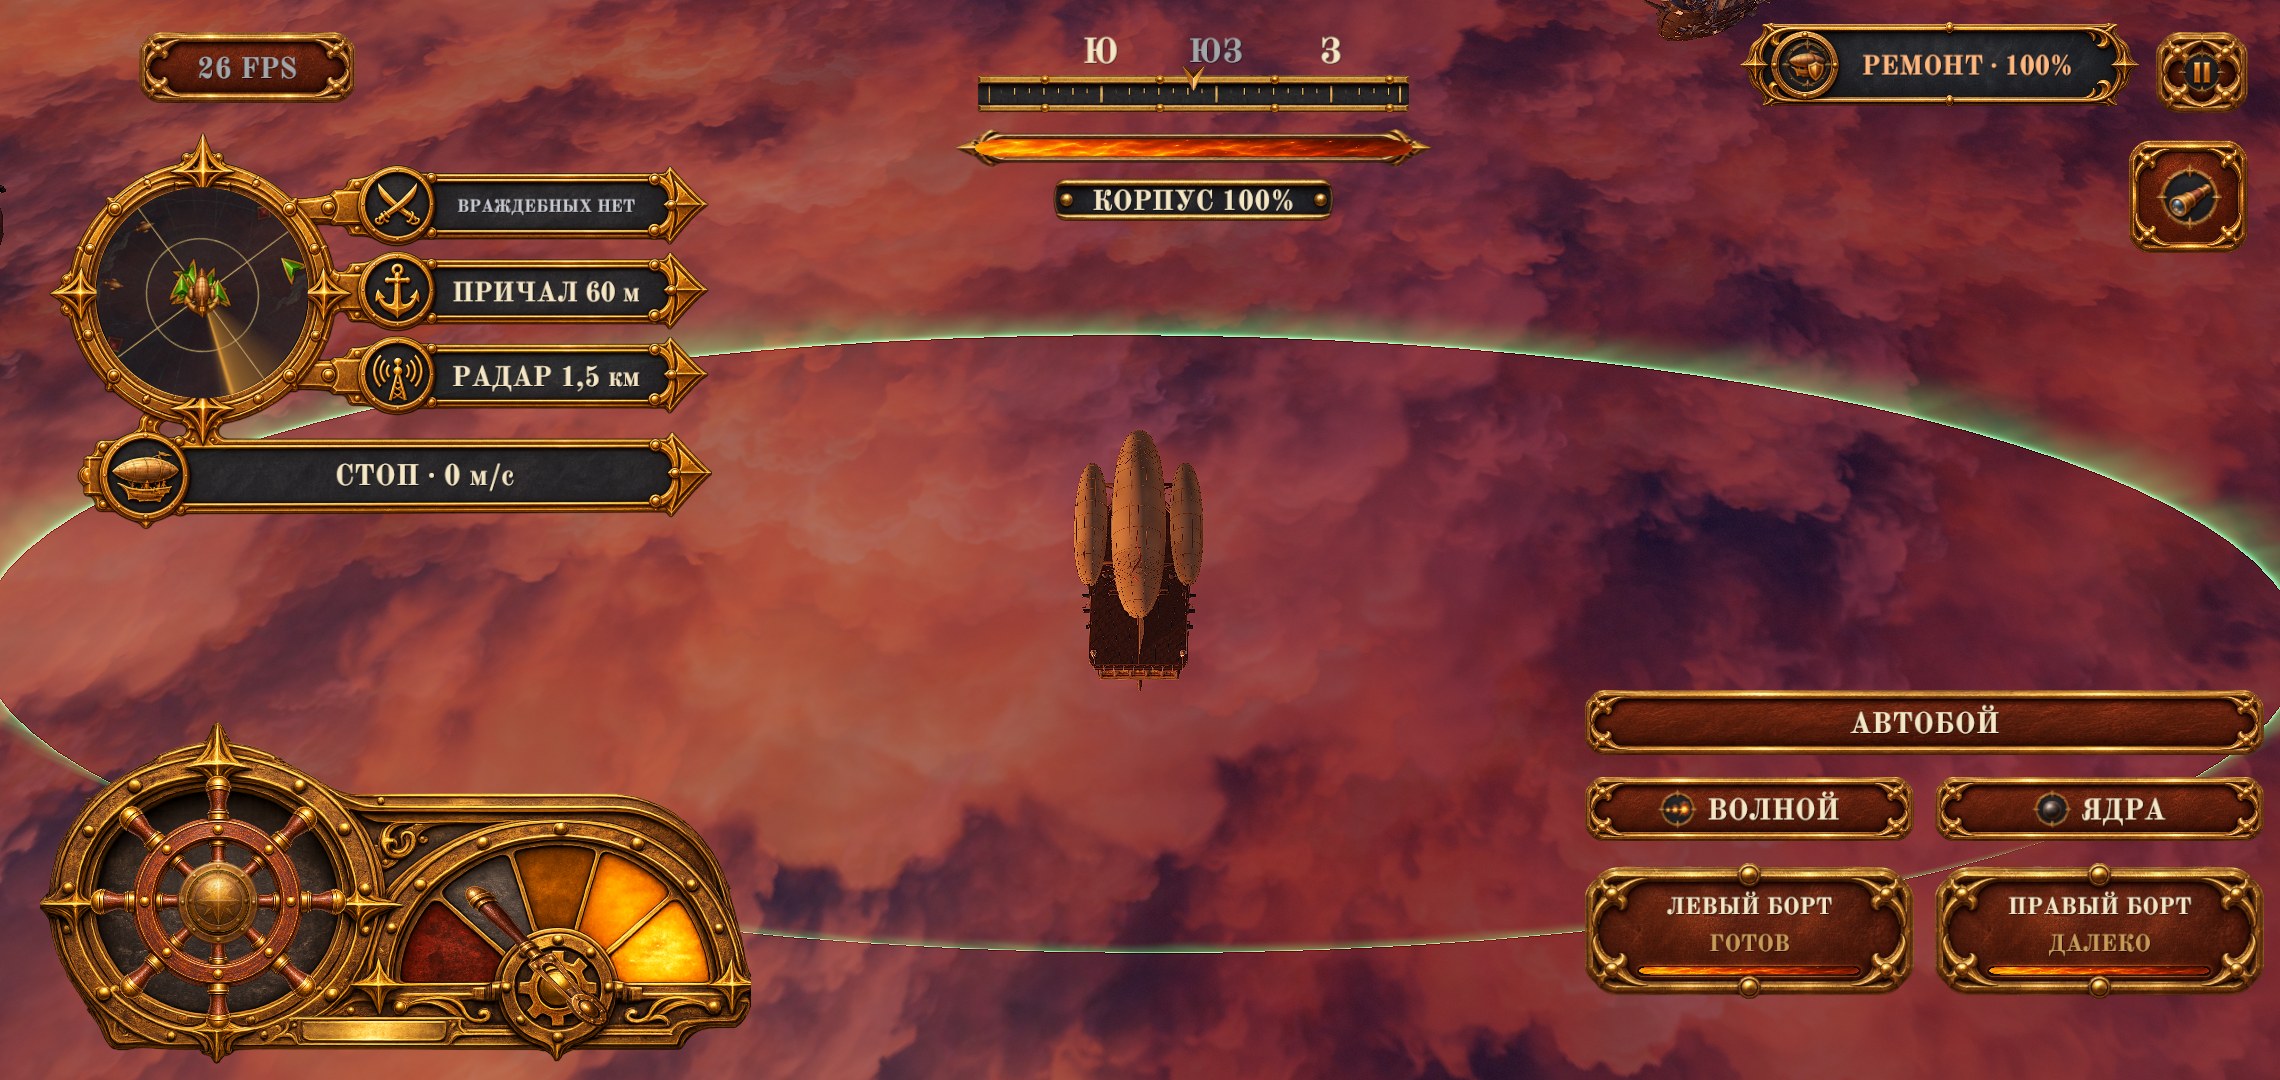 26 FPS
Ю ЮЗ З
РЕМОНТ · 100%
КОРПУС 100%
ВРАЖДЕБНЫХ НЕТ
ПРИЧАЛ 60 м
РАДАР 1,5 км
СТОП · 0 м/с
АВТОБОЙ
ВОЛНОЙ
ЯДРА
ЛЕВЫЙ БОРТ
ГОТОВ
ПРАВЫЙ БОРТ
ДАЛЕКО